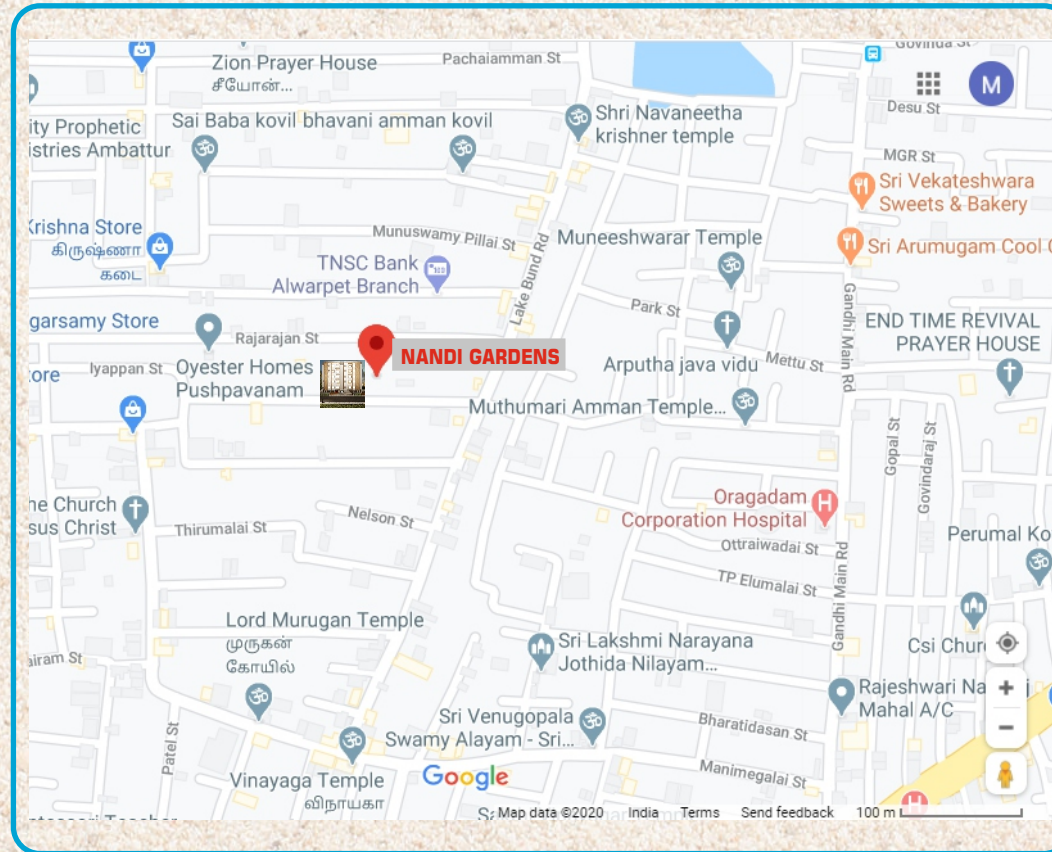 Govinda St
Zion Prayer House
சீயோன்...
Pachaiamman St
M
Desu St
Shri Navaneetha
krishner temple
ity Prophetic
istries Ambattur
Sai Baba kovil bhavani amman kovil
MGR St
Sri Vekateshwara
Sweets & Bakery
Krishna Store
கிருஷ்ணா
கடை
Munuswamy Pillai St
Lake Bund Rd
Muneeshwarar Temple
Sri Arumugam Cool
TNSC Bank
Alwarpet Branch
Park St
Gandhi Main Rd
garsamy Store
Rajarajan St
END TIME REVIVAL
PRAYER HOUSE
NANDI GARDENS
ore
Iyappan St
Oyester Homes
Pushpavanam
Arputha java vidu
Mettu St
Muthumari Amman Temple...
Gopal St
Govindaraj St
he Church
sus Christ
Oragadam
Corporation Hospital
H
Nelson St
Thirumalai St
Ottraiwadai St
Perumal Ko
TP Elumalai St
Gandhi Main Rd
Lord Murugan Temple
முருகன்
கோயில்
Sri Lakshmi Narayana
Jothida Nilayam...
Csi Chur
airam St
Rajeshwari Na
Mahal A/C
Patel St
Sri Venugopala
Swamy Alayam - Sri...
Bharatidasan St
Vinayaga Temple
விநாயகா
Google
Manimegalai St
H
Map data ©2020 India Terms Send feedback 100 m